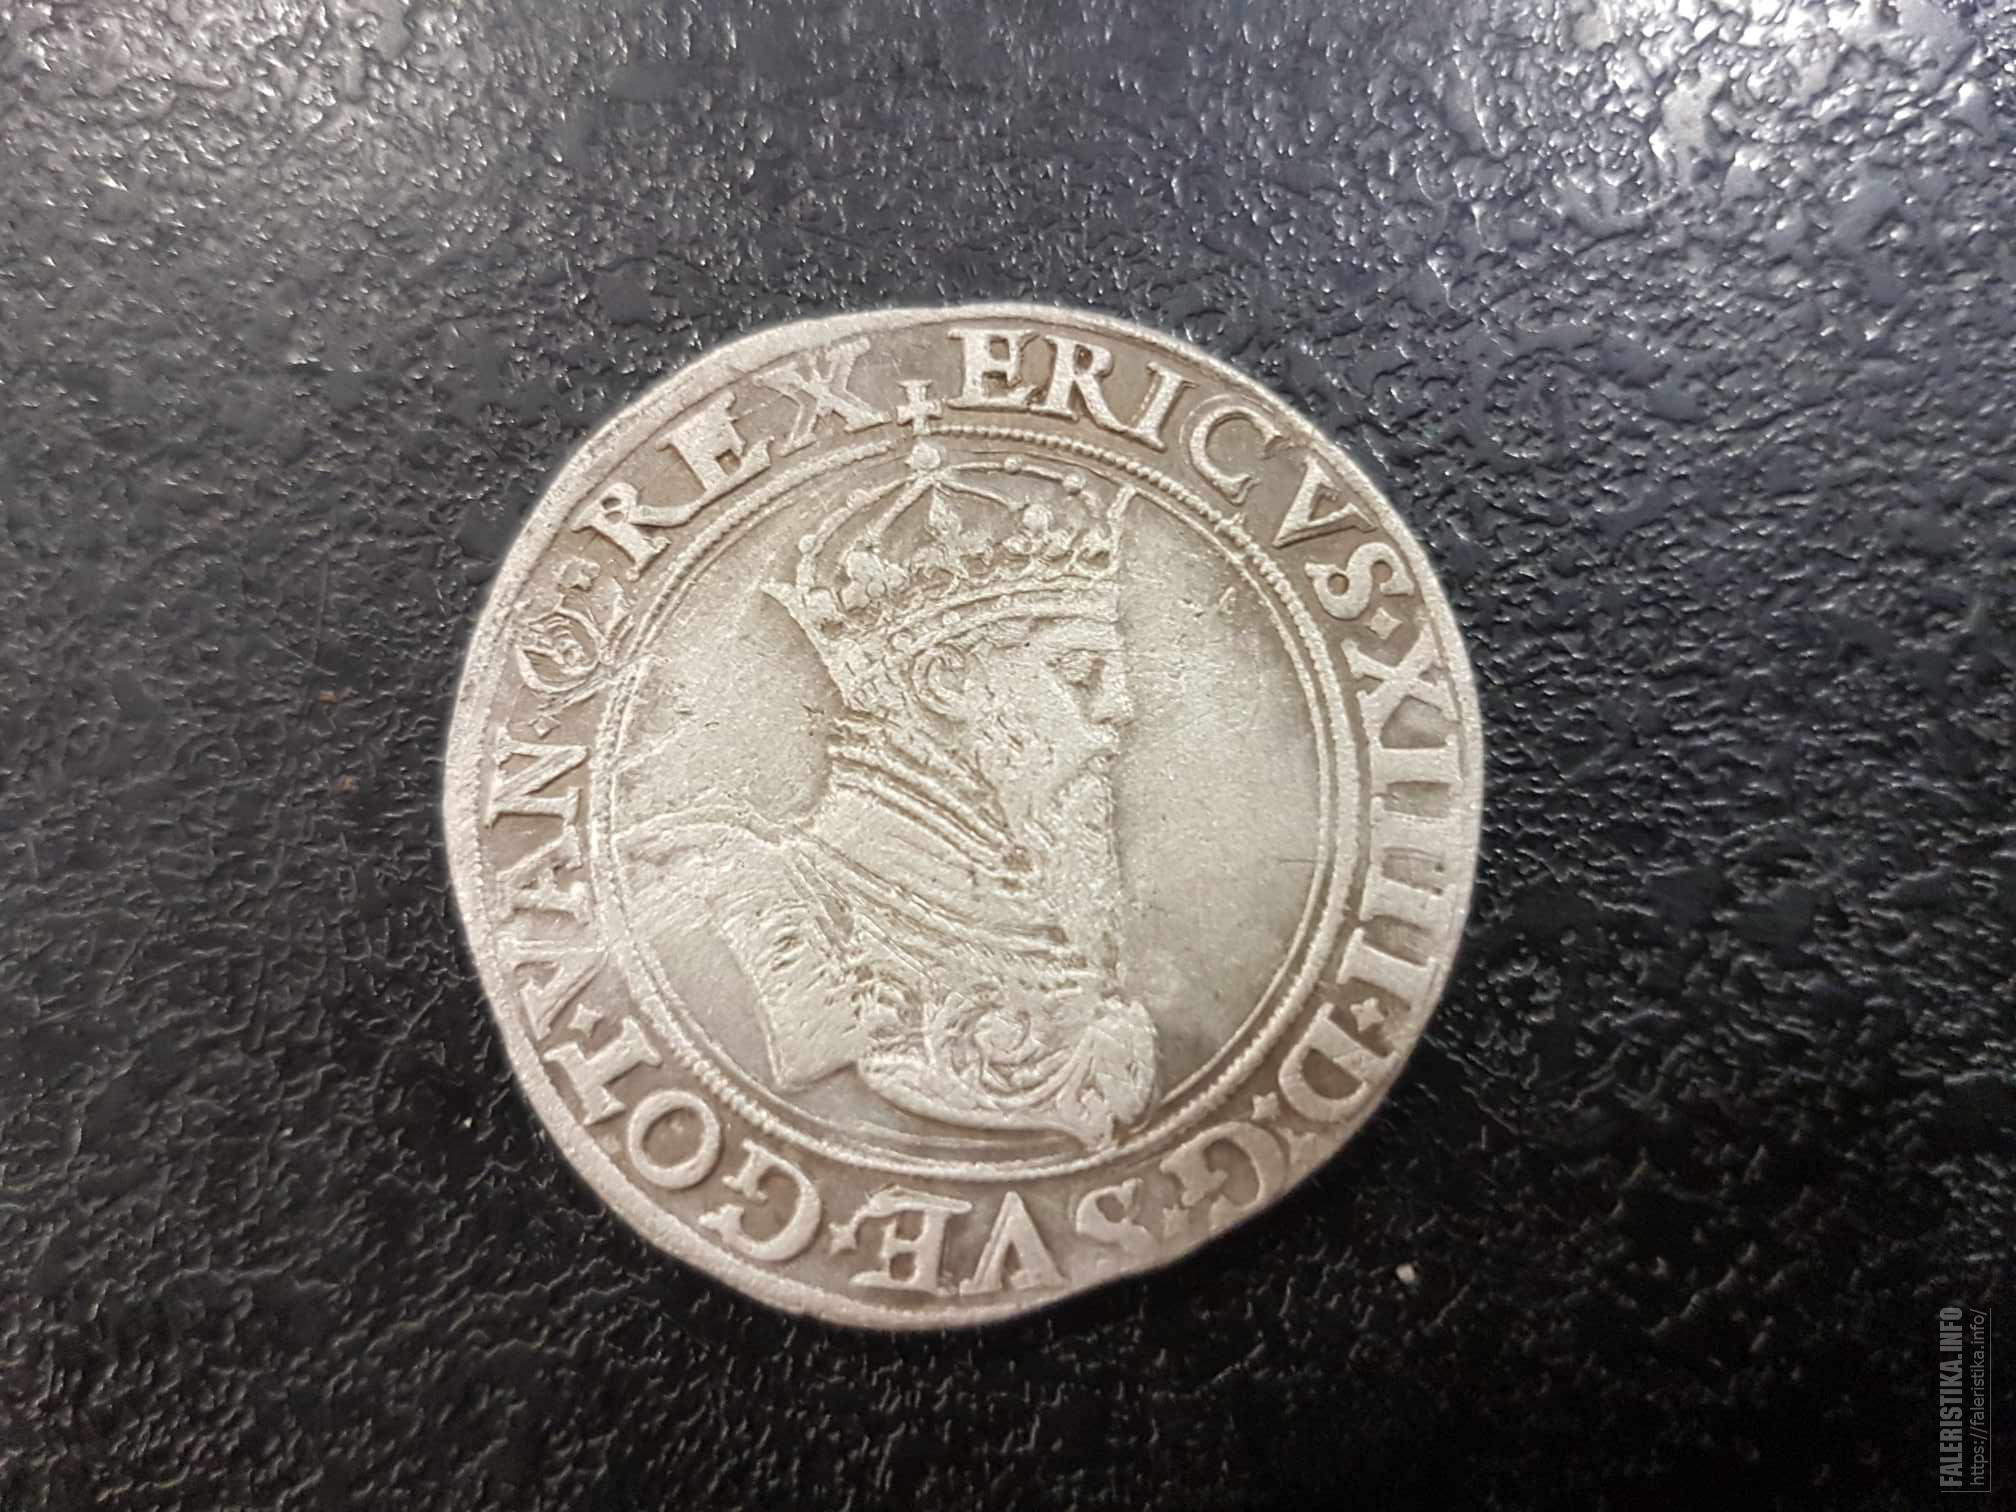 ERICVS·XIIII·D·G·SVE·GOT·VAN·Q·REX
FALERISTIKA.INFO
https://faleristika.info/